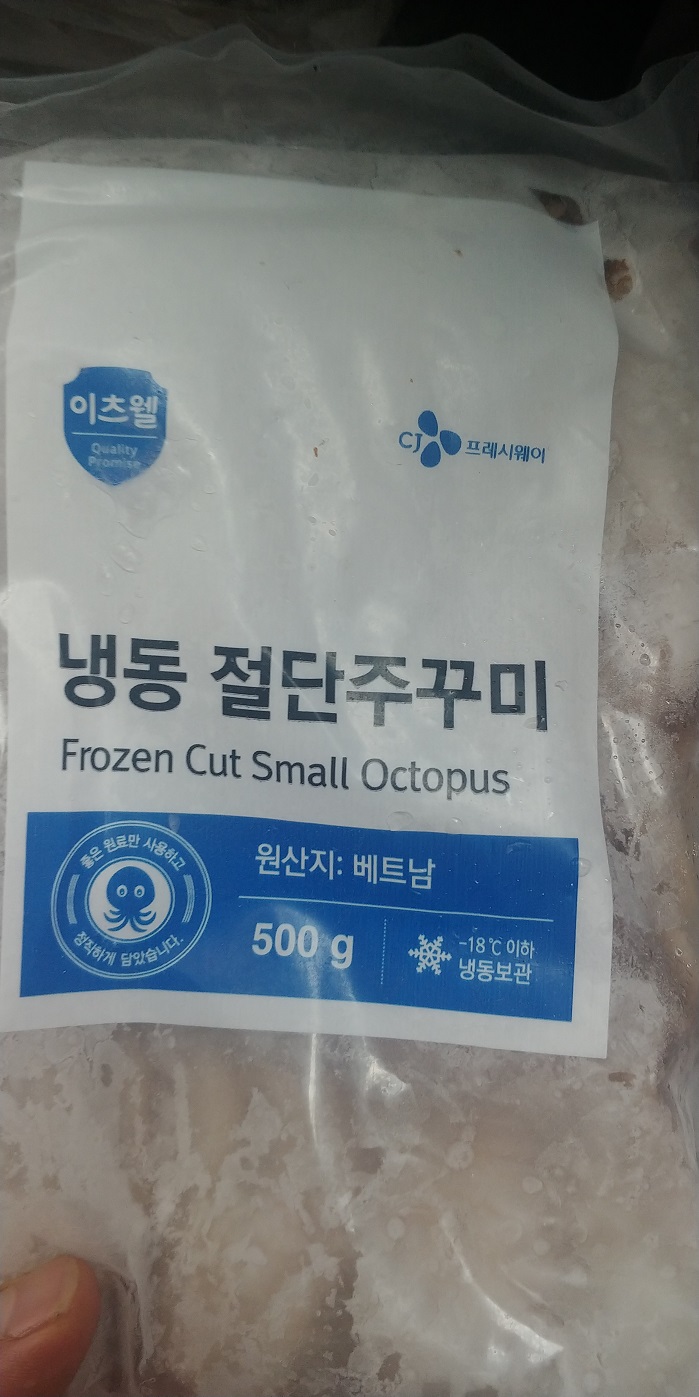 이츠웰
Quality
Promise
CJ 프레시웨이
냉동 절단주꾸미
Frozen Cut Small Octopus
좋은 원료만 사용하고
정직하게 담았습니다.
원산지: 베트남
500 g
-18℃ 이하
냉동보관